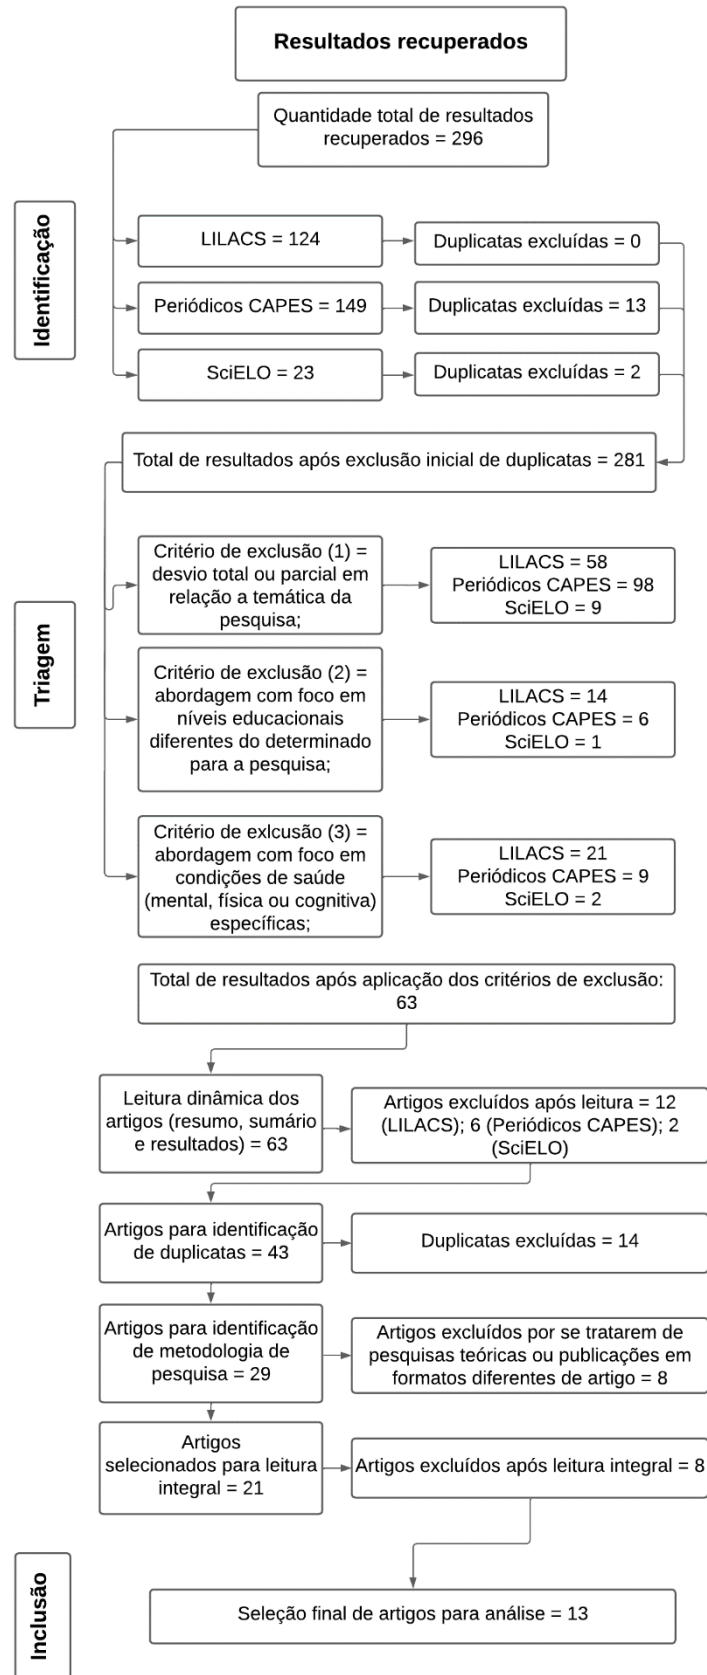 Resultados recuperados
Quantidade total de resultados
recuperados = 296
Identificação
LILACS = 124
Duplicatas excluídas = 0
Periódicos CAPES = 149
Duplicatas excluídas = 13
SciELO = 23
Duplicatas excluídas = 2
Total de resultados após exclusão inicial de duplicatas = 281
Triagem
Critério de exclusão (1) =
desvio total ou parcial em
relação a temática da
pesquisa;
LILACS = 58
Periódicos CAPES = 98
SciELO = 9
Critério de exclusão (2) =
abordagem com foco em
níveis educacionais
diferentes do determinado
para a pesquisa;
LILACS = 14
Periódicos CAPES = 6
SciELO = 1
Critério de exlcusão (3) =
abordagem com foco em
condições de saúde
(mental, física ou cognitiva)
específicas;
LILACS = 21
Periódicos CAPES = 9
SciELO = 2
Total de resultados após aplicação dos critérios de exclusão:
63
Leitura dinâmica dos
artigos (resumo, sumário
e resultados) = 63
Artigos excluídos após leitura = 12
(LILACS); 6 (Periódicos CAPES); 2
(SciELO)
Artigos para identificação
de duplicatas = 43
Duplicatas excluídas = 14
Artigos para identificação
de metodologia de
pesquisa = 29
Artigos excluídos por se tratarem de
pesquisas teóricas ou publicações em
formatos diferentes de artigo = 8
Artigos
selecionados para leitura
integral = 21
Artigos excluídos após leitura integral = 8
Inclusão
Seleção final de artigos para análise = 13